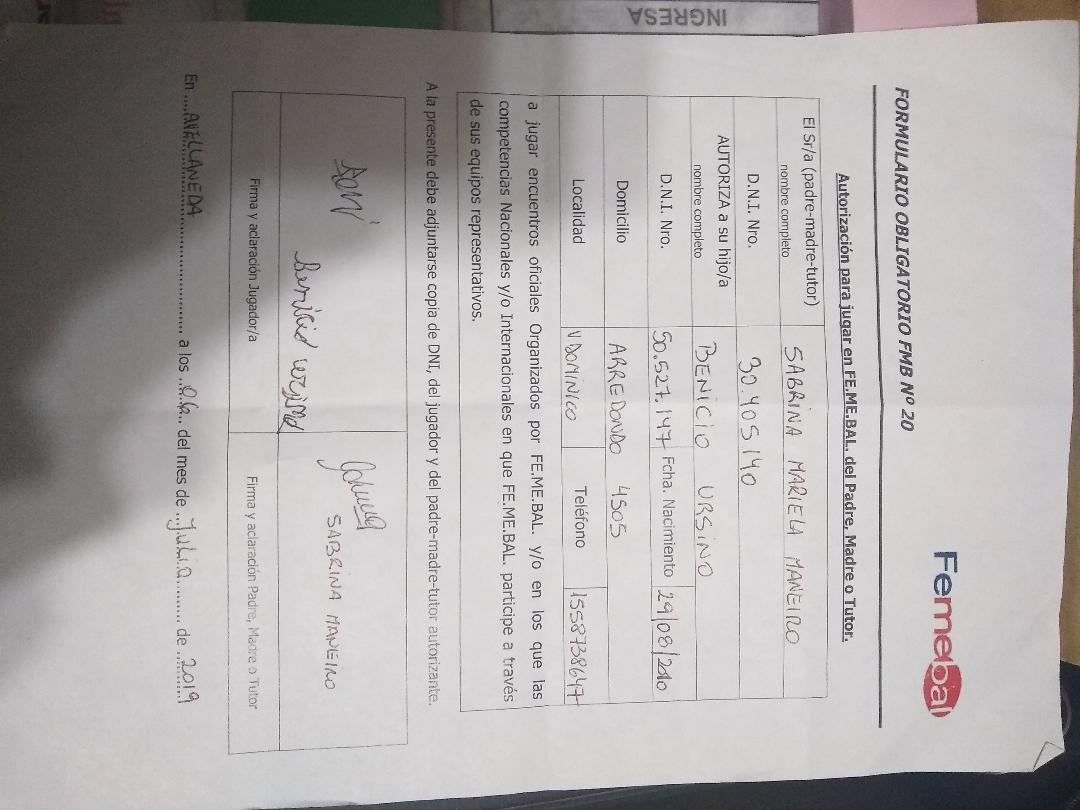 INGRESA
Femebal
FORMULARIO OBLIGATORIO FMB Nº 20
Autorización para jugar en FE.ME.BAL. del Padre, Madre o Tutor.
El Sr/a (padre-madre-tutor) nombre completo SABRINA MARIELA MANEIRO
D.N.I. Nro. 30.405140
AUTORIZA a su hijo/a nombre completo BENICIO URSINO
D.N.I. Nro. 50.527.147 Fcha. Nacimiento 29/08/2010
Domicilio ARREDONDO 4505
Localidad V DOMINICO Teléfono 1558738647
a jugar encuentros oficiales Organizados por FE.ME.BAL. y/o en los que las
competencias Nacionales y/o Internacionales en que FE.ME.BAL. participe a través
de sus equipos representativos.
A la presente debe adjuntarse copia de DNI, del jugador y del padre-madre-tutor autorizante.
SABRINA MANEIRO
Firma y aclaración Jugador/a Firma y aclaración Padre, Madre o Tutor
En ....AVELLANEDA.............................. a los ..06... del mes de ..Julio......... de ..2019